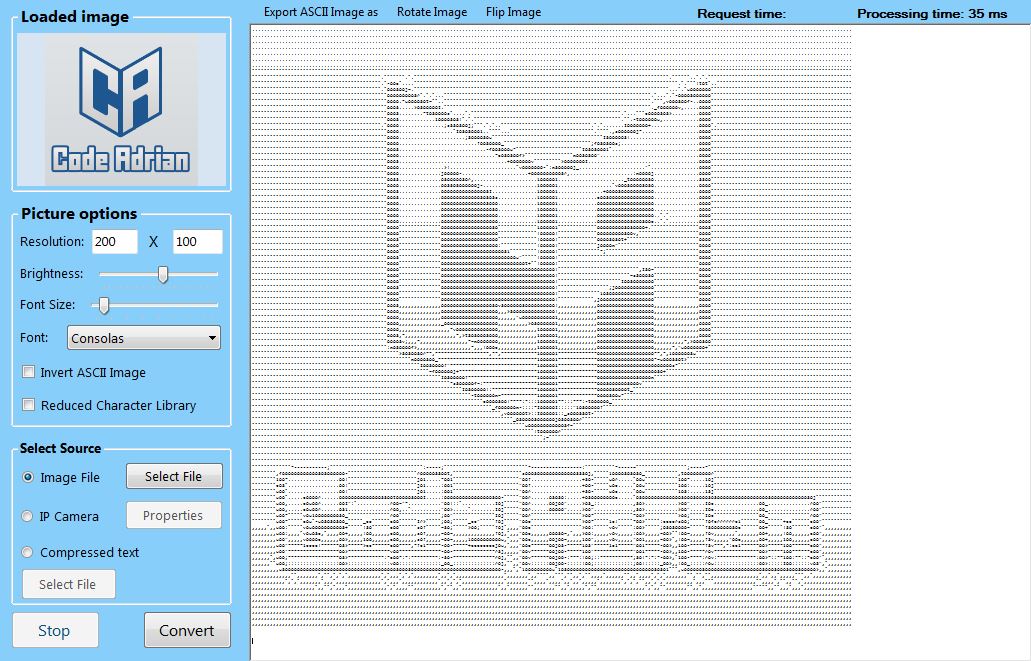 Loaded image
CA
Code Adrian
Picture options
Resolution: 200 X 100
Brightness:
Font Size:
Font: Consolas
Invert ASCII Image
Reduced Character Library
Select Source
Image File Select File
IP Camera Properties
Compressed text
Select File
Stop Convert
Export ASCII Image as Rotate Image Flip Image Request time: Processing time: 35 ms